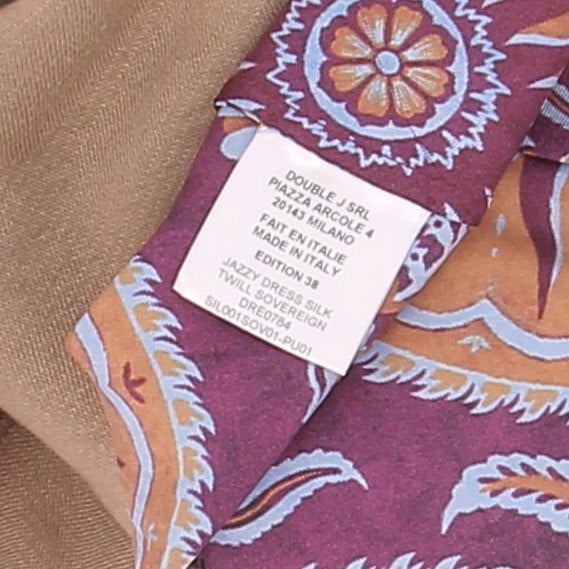 DOUBLE J SRL
PIAZZA ARCOLE 4
20143 MILANO
FAIT EN ITALIE
MADE IN ITALY
EDITION 38
JAZZY DRESS SILK
TWILL SOVEREIGN
DRE0784
SIL001SOV01-PU01